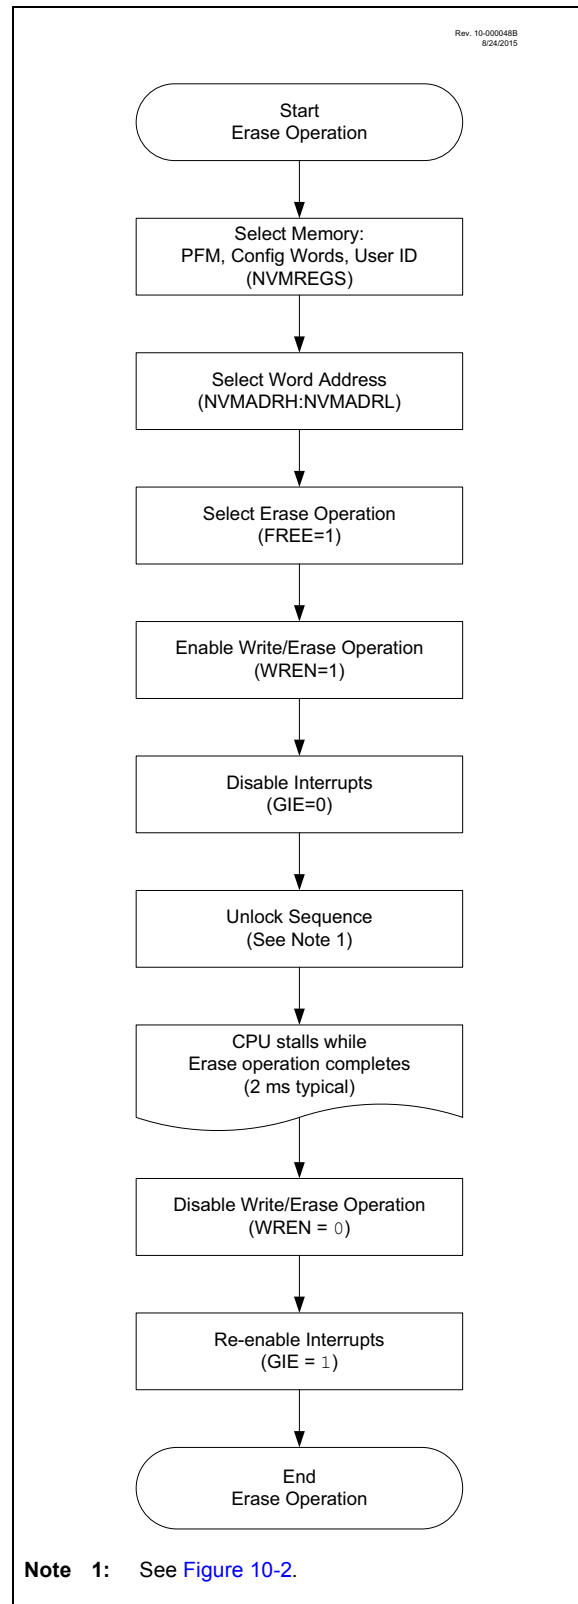 Rev. 10-000048B
8/24/2015
Start
Erase Operation
Select Memory:
PFM, Config Words, User ID
(NVMREGS)
Select Word Address
(NVMADRH:NVMADRL)
Select Erase Operation
(FREE=1)
Enable Write/Erase Operation
(WREN=1)
Disable Interrupts
(GIE=0)
Unlock Sequence
(See Note 1)
CPU stalls while
Erase operation completes
(2 ms typical)
Disable Write/Erase Operation
(WREN = 0)
Re-enable Interrupts
(GIE = 1)
End
Erase Operation
Note 1: See Figure 10-2.